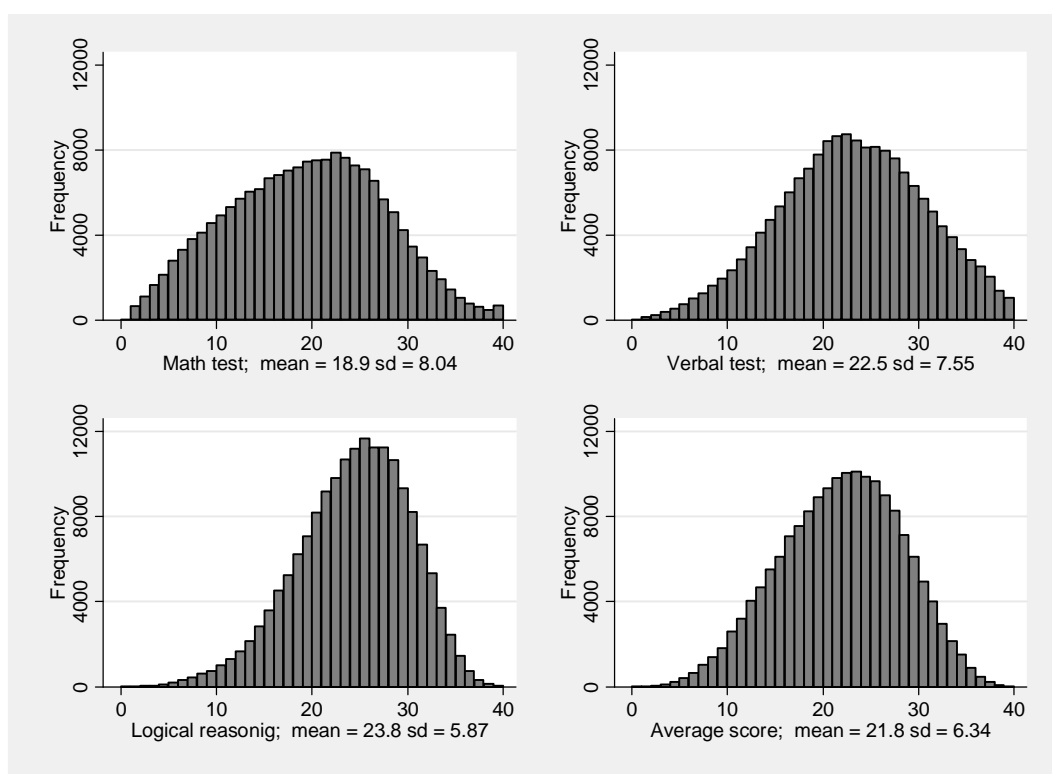 12000
8000
4000
0
Frequency
0 10 20 30 40
Math test; mean = 18.9 sd = 8.04
12000
8000
4000
0
Frequency
0 10 20 30 40
Verbal test; mean = 22.5 sd = 7.55
12000
8000
4000
0
Frequency
0 10 20 30 40
Logical reasonig; mean = 23.8 sd = 5.87
12000
8000
4000
0
Frequency
0 10 20 30 40
Average score; mean = 21.8 sd = 6.34